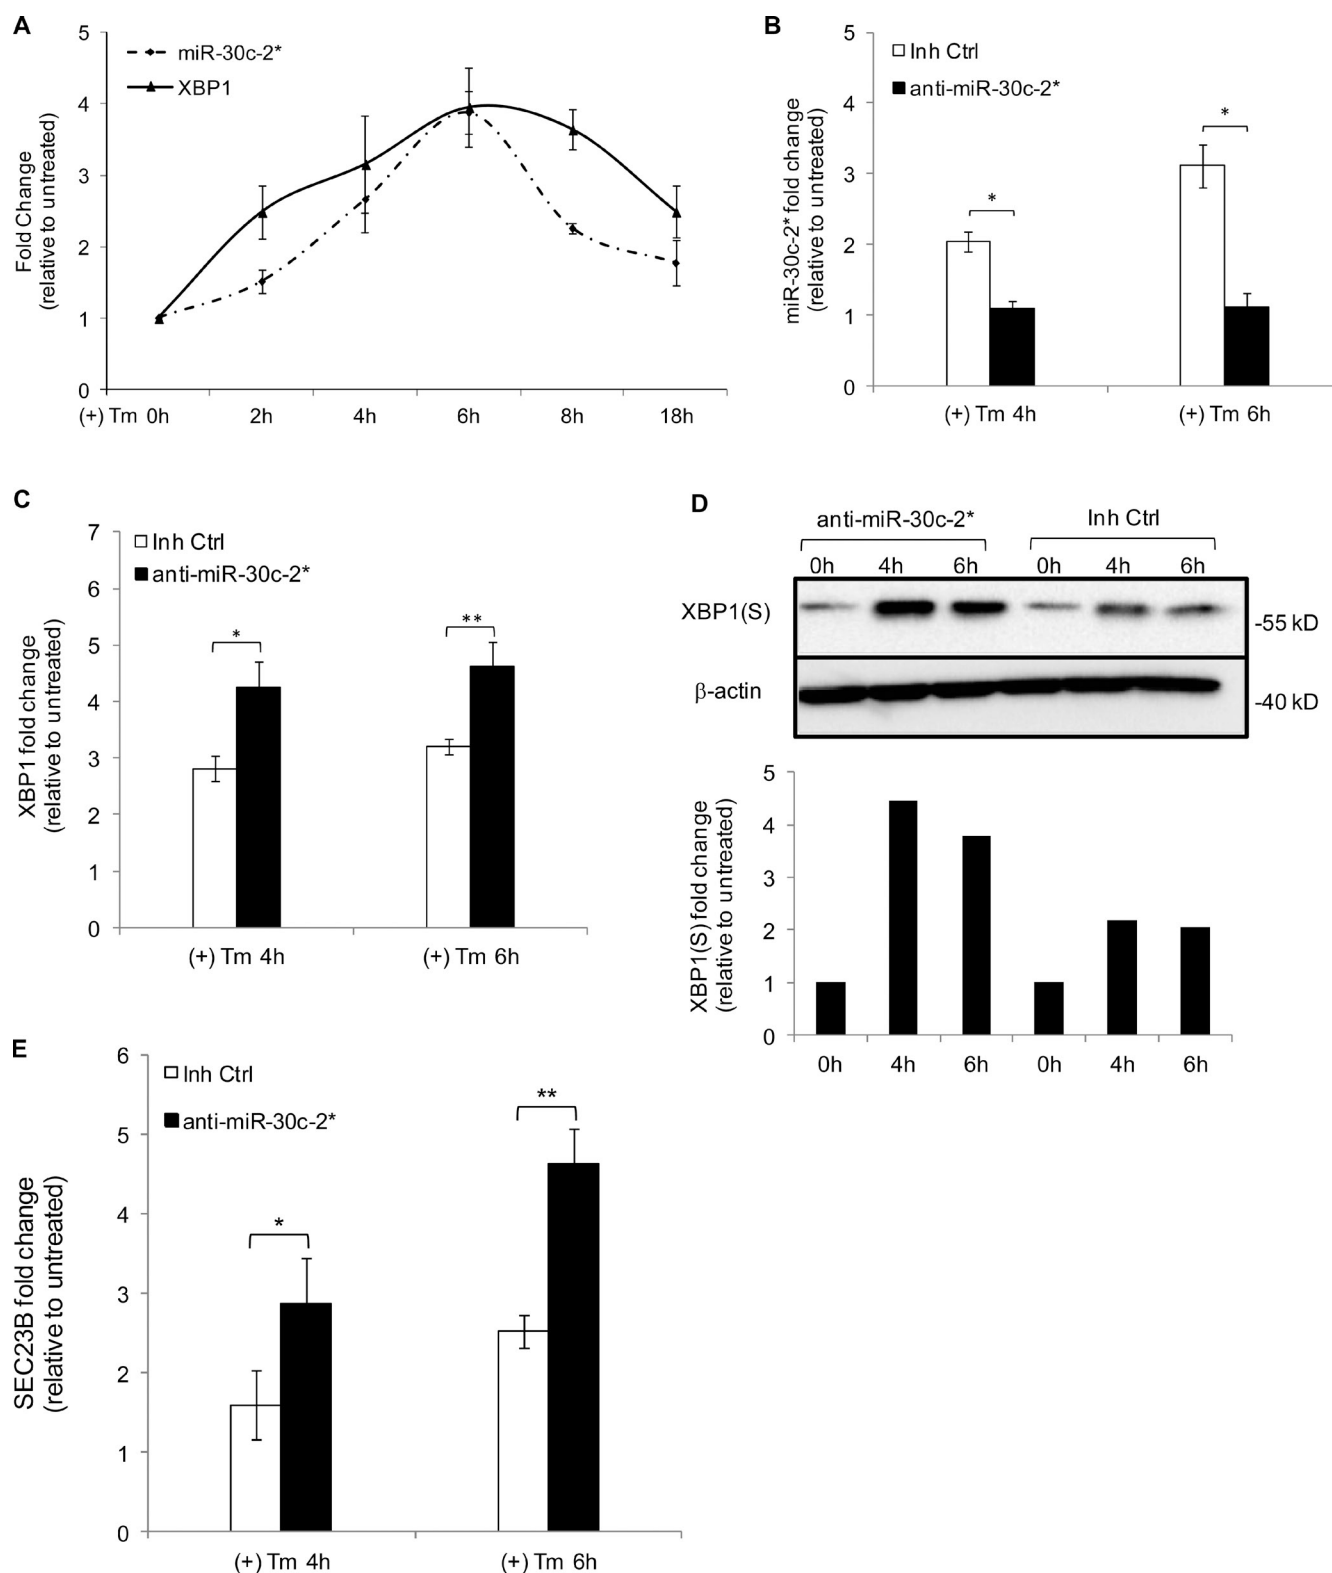 A
5
4
3
2
1
0
Fold Change
(relative to untreated)
miR-30c-2*
XBP1
(+) Tm 0h 2h 4h 6h 8h 18h
B
5
4
3
2
1
0
miR-30c-2* fold change
(relative to untreated)
Inh Ctrl
anti-miR-30c-2*
*
*
(+) Tm 4h (+) Tm 6h
C
7
6
5
4
3
2
1
0
XBP1 fold change
(relative to untreated)
Inh Ctrl
anti-miR-30c-2*
*
**
(+) Tm 4h (+) Tm 6h
D
anti-miR-30c-2* Inh Ctrl
0h 4h 6h 0h 4h 6h
XBP1(S)
-55 kD
β-actin
-40 kD
5
4
3
2
1
0
XBP1(S) fold change
(relative to untreated)
0h 4h 6h 0h 4h 6h
E
6
5
4
3
2
1
0
SEC23B fold change
(relative to untreated)
Inh Ctrl
anti-miR-30c-2*
*
**
(+) Tm 4h (+) Tm 6h